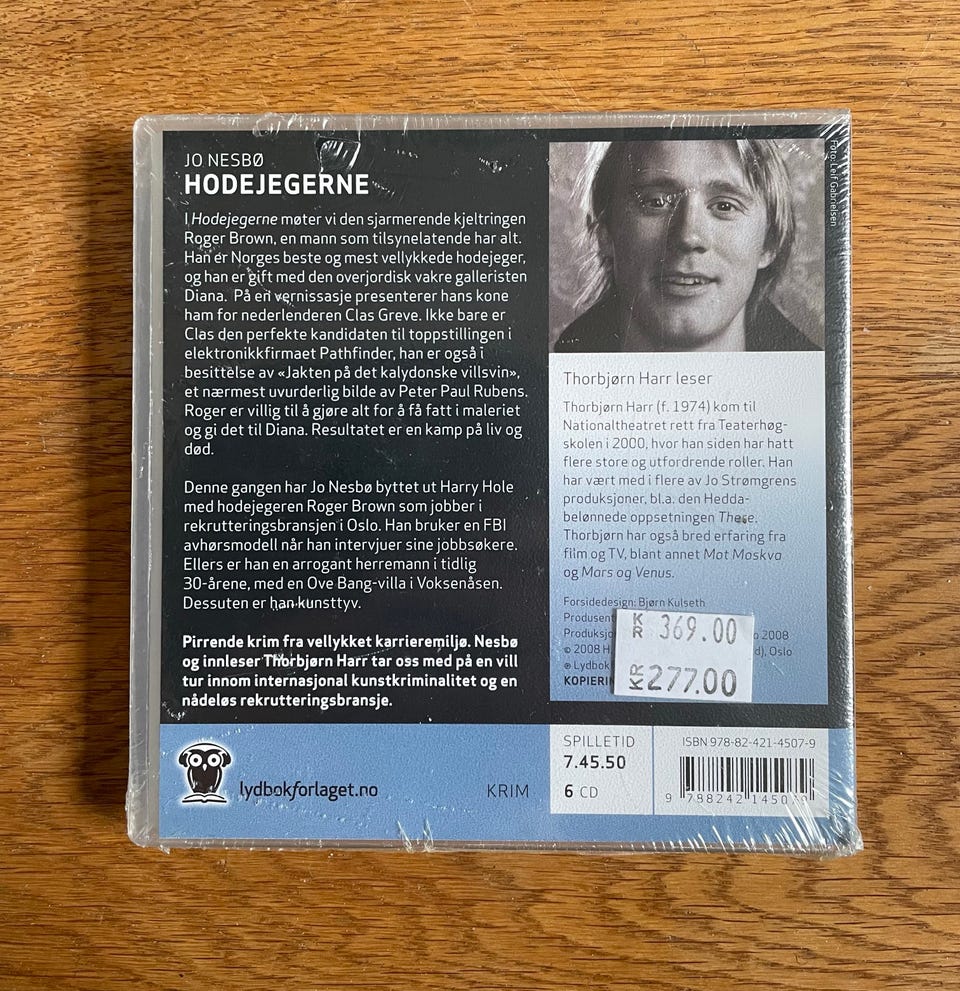 JO NESBØ
HODEJEGERNE
I Hodejegerne møter vi den sjarmerende kjeltringen
Roger Brown, en mann som tilsynelatende har alt.
Han er Norges beste og mest vellykkede hodejeger,
og han er gift med den overjordisk vakre galleristen
Diana. På en vernissasje presenterer hans kone
ham for nederlenderen Clas Greve. Ikke bare er
Clas den perfekte kandidaten til toppstillingen i
elektronikkfirmaet Pathfinder, han er også i
besittelse av «Jakten på det kalydonske villsvin»,
et nærmest uvurderlig bilde av Peter Paul Rubens.
Roger er villig til å gjøre alt for å få fatt i maleriet
og gi det til Diana. Resultatet er en kamp på liv og
død.
Denne gangen har Jo Nesbø byttet ut Harry Hole
med hodejegeren Roger Brown som jobber i
rekrutteringsbransjen i Oslo. Han bruker en FBI
avhørsmodell når han intervjuer sine jobbsøkere.
Ellers er han en arrogant herremann i tidlig
30-årene, med en Ove Bang-villa i Voksenåsen.
Dessuten er han kunsttyv.
Pirrende krim fra vellykket karrieremiljø. Nesbø
og innleser Thorbjørn Harr tar oss med på en vill
tur innom internasjonal kunstkriminalitet og en
nådeløs rekrutteringsbransje.
Foto: Leif Gabrielsen
Thorbjørn Harr leser
Thorbjørn Harr (f. 1974) kom til
Nationaltheatret rett fra Teaterhøg-
skolen i 2000, hvor han siden har hatt
flere store og utfordrende roller. Han
har vært med i flere av Jo Strømgrens
produksjoner, bl.a. den Hedda-
belønnede oppsetningen These.
Thorbjørn har også bred erfaring fra
film og TV, blant annet Mot Moskva
og Mars og Venus.
Forsidedesign: Bjørn Kulseth
Produsent
Produksjo o 2008
© 2008 H d), Oslo
℗ Lydbok
KOPIERIN
KR 369.00
KR 277.00
lydbokforlaget.no
KRIM
SPILLETID
7.45.50
6 CD
ISBN 978-82-421-4507-9